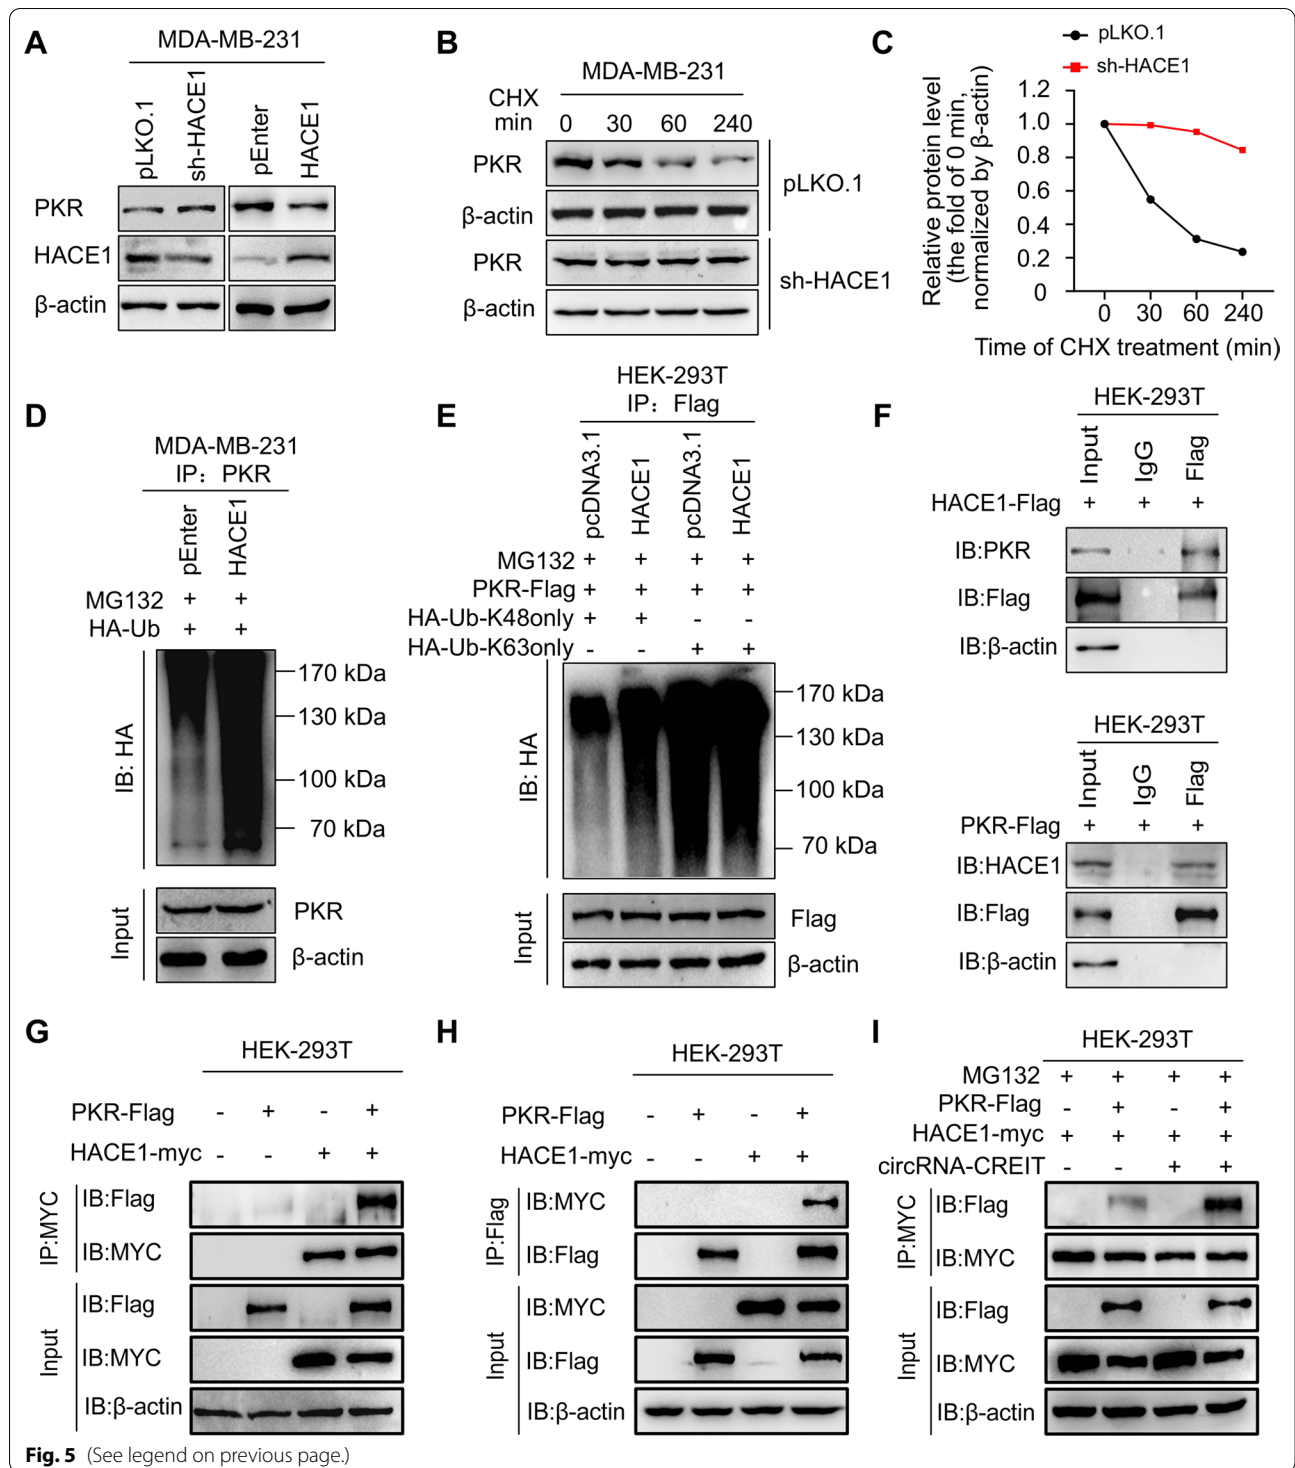 A
MDA-MB-231
pLKO.1 sh-HACE1 pEnter HACE1
PKR
HACE1
β-actin
B
MDA-MB-231
CHX
min 0 30 60 240
PKR
β-actin
pLKO.1
PKR
β-actin
sh-HACE1
C
pLKO.1
sh-HACE1
Relative protein level
(the fold of 0 min,
normalized by β-actin)
1.2
1.0
0.8
0.6
0.4
0.2
0
0 30 60 240
Time of CHX treatment (min)
D
MDA-MB-231
IP: PKR
pEnter HACE1
MG132 + +
HA-Ub + +
IB: HA
170 kDa
130 kDa
100 kDa
70 kDa
Input
PKR
β-actin
E
HEK-293T
IP: Flag
pcDNA3.1 HACE1 pcDNA3.1 HACE1
MG132 + + + +
PKR-Flag + + + +
HA-Ub-K48only + + - -
HA-Ub-K63only - - + +
IB: HA
170 kDa
130 kDa
100 kDa
70 kDa
Input
Flag
β-actin
F
HEK-293T
Input IgG Flag
HACE1-Flag + + +
IB:PKR
IB:Flag
IB:β-actin
HEK-293T
Input IgG Flag
PKR-Flag + + +
IB:HACE1
IB:Flag
IB:β-actin
G
HEK-293T
PKR-Flag - + - +
HACE1-myc - - + +
IP:MYC
IB:Flag
IB:MYC
Input
IB:Flag
IB:MYC
IB:β-actin
H
HEK-293T
PKR-Flag - + - +
HACE1-myc - - + +
IP:Flag
IB:MYC
IB:Flag
Input
IB:MYC
IB:Flag
IB:β-actin
I
HEK-293T
MG132 + + + +
PKR-Flag - + - +
HACE1-myc + + + +
circRNA-CREIT - - + +
IP:MYC
IB:Flag
IB:MYC
Input
IB:Flag
IB:MYC
IB:β-actin
Fig. 5 (See legend on previous page.)